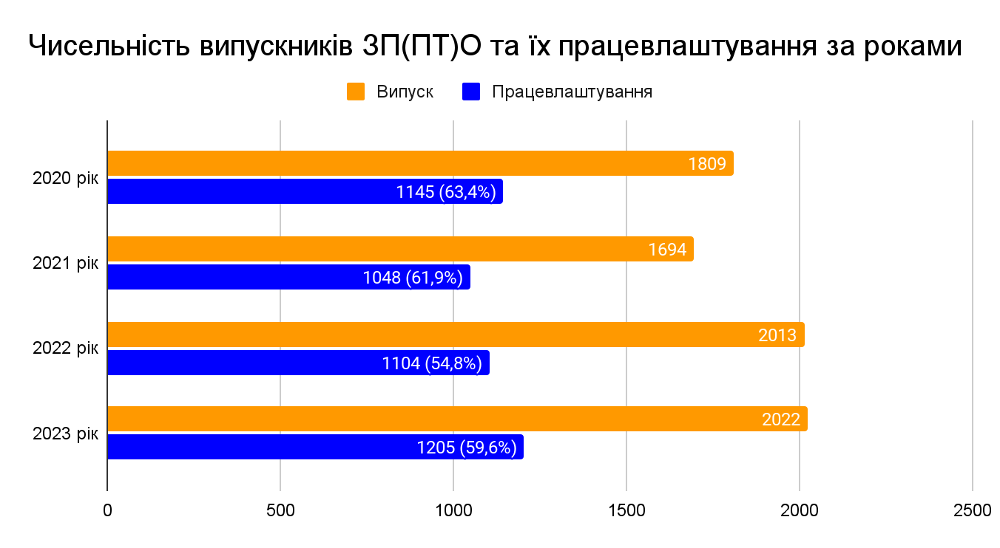 Чисельність випускників ЗП(ПТ)О та їх працевлаштування за роками
Випуск Працевлаштування
1809
2020 рік
1145 (63,4%)
1694
2021 рік
1048 (61,9%)
2013
2022 рік
1104 (54,8%)
2022
2023 рік
1205 (59,6%)
0 500 1000 1500 2000 2500